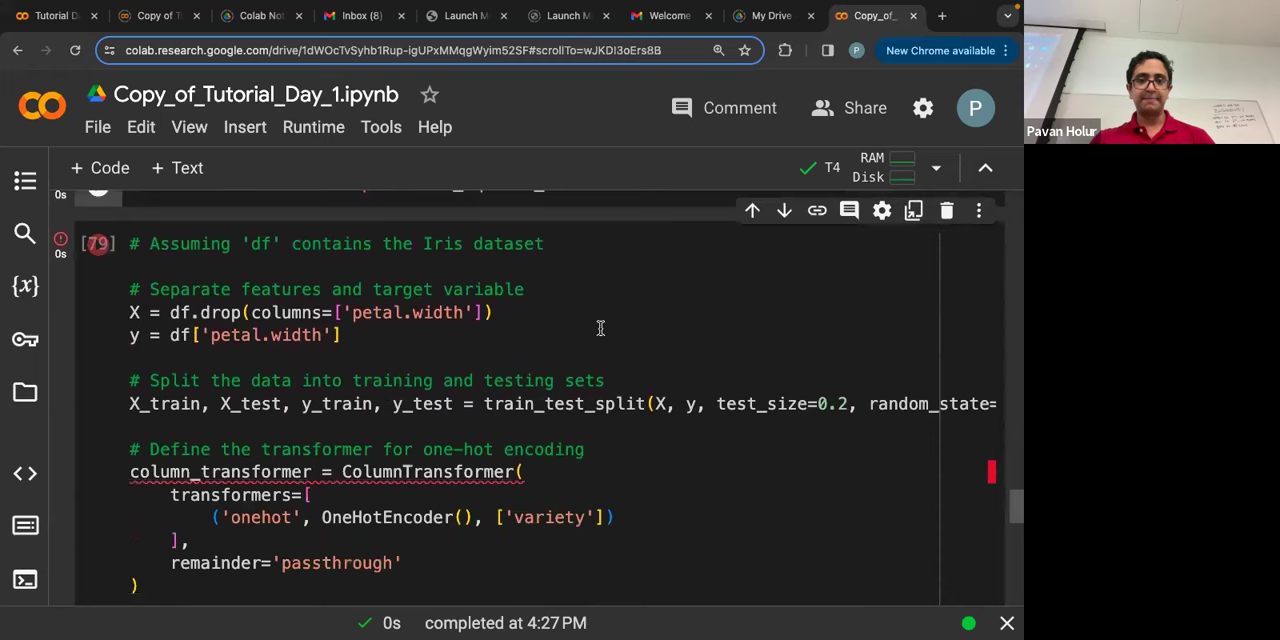 Tutorial D
Copy of T
Colab Not
Inbox (8)
Launch M
Launch M
Welcome
My Drive
Copy_of_
colab.research.google.com/drive/1dWOcTvSyhb1Rup-igUPxMMqgWyim52SF#scrollTo=wJKDI3oErs8B
P
New Chrome available
Copy_of_Tutorial_Day_1.ipynb
Comment
Share
P
File Edit View Insert Runtime Tools Help
+ Code + Text
T4
RAM
Disk
0s
[79]
0s
# Assuming 'df' contains the Iris dataset
# Separate features and target variable
X = df.drop(columns=['petal.width'])
y = df['petal.width']
# Split the data into training and testing sets
X_train, X_test, y_train, y_test = train_test_split(X, y, test_size=0.2, random_state=
# Define the transformer for one-hot encoding
column_transformer = ColumnTransformer(
transformers=[
('onehot', OneHotEncoder(), ['variety'])
],
remainder='passthrough'
)
0s completed at 4:27PM
Pavan Holur